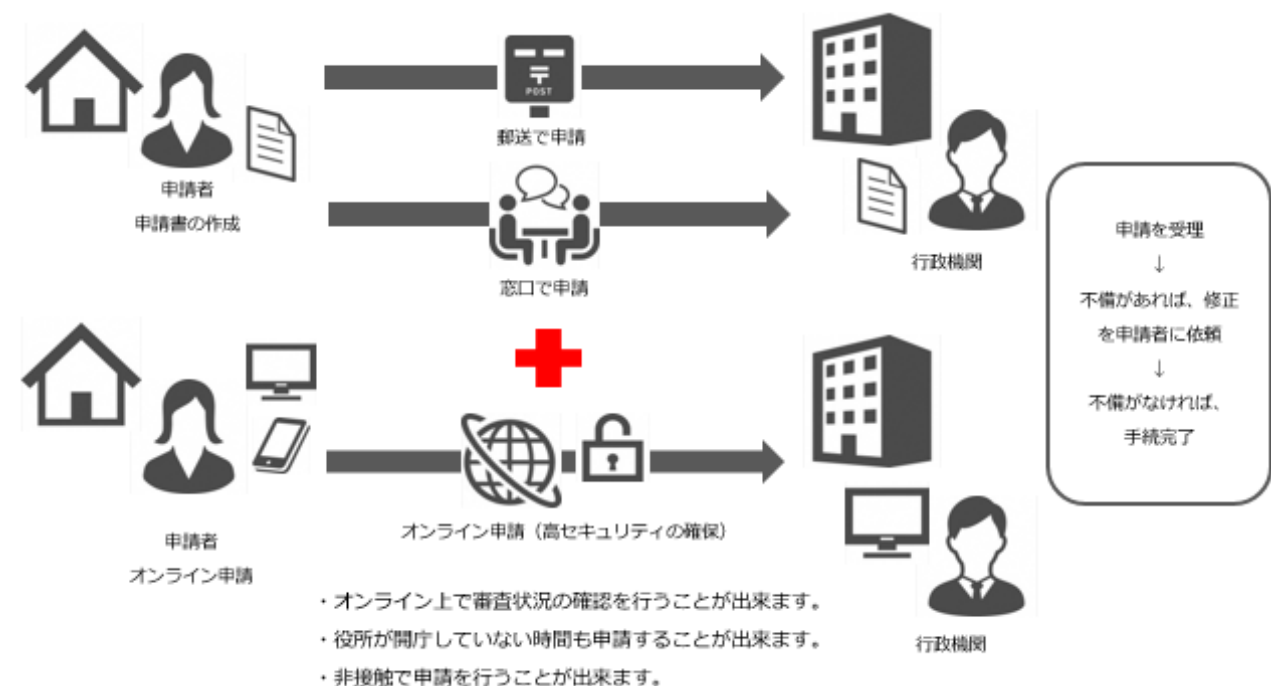 〒
POST
郵送で申請
申請者
申請書の作成
窓口で申請
行政機関
申請を受理
↓
不備があれば、修正
を申請者に依頼
↓
不備がなければ、
手続完了
オンライン申請（高セキュリティの確保）
申請者
オンライン申請
行政機関
・オンライン上で審査状況の確認を行うことが出来ます。
・役所が開庁していない時間も申請することが出来ます。
・非接触で申請を行うことが出来ます。